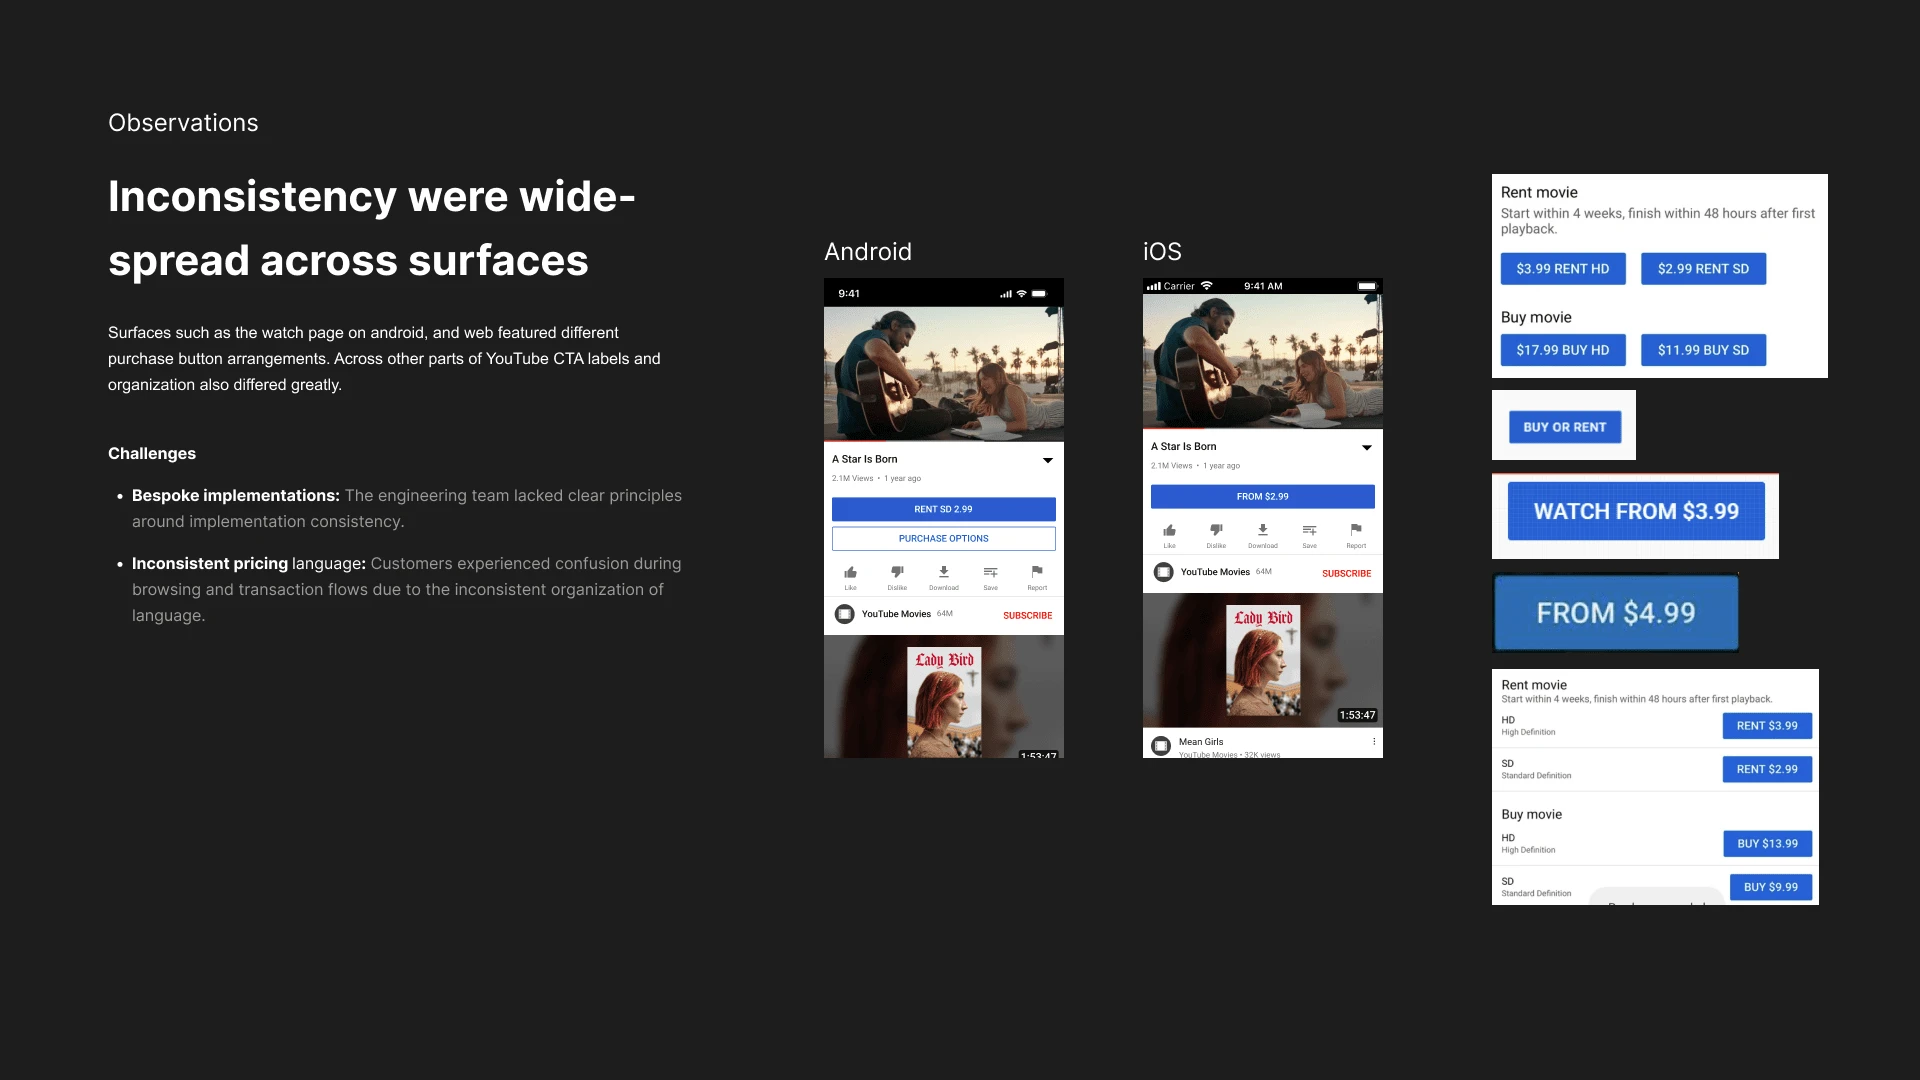 Observations
Inconsistency were wide-
spread across surfaces
Surfaces such as the watch page on android, and web featured different
purchase button arrangements. Across other parts of YouTube CTA labels and
organization also differed greatly.
Challenges
• Bespoke implementations: The engineering team lacked clear principles
around implementation consistency.
• Inconsistent pricing language: Customers experienced confusion during
browsing and transaction flows due to the inconsistent organization of
language.
Android
9:41
A Star Is Born
2.1M Views • 1 year ago
RENT SD 2.99
PURCHASE OPTIONS
Like Dislike Download Save Report
YouTube Movies 64M SUBSCRIBE
Lady Bird
1:53:47
iOS
Carrier 9:41 AM
A Star Is Born
2.1M Views • 1 year ago
FROM $2.99
Like Dislike Download Save Report
YouTube Movies 64M SUBSCRIBE
Lady Bird
1:53:47
Mean Girls
YouTube Movies • 32K views
Rent movie
Start within 4 weeks, finish within 48 hours after first
playback.
$3.99 RENT HD $2.99 RENT SD
Buy movie
$17.99 BUY HD $11.99 BUY SD
BUY OR RENT
WATCH FROM $3.99
FROM $4.99
Rent movie
Start within 4 weeks, finish within 48 hours after first playback.
HD
High Definition
RENT $3.99
SD
Standard Definition
RENT $2.99
Buy movie
HD
High Definition
BUY $13.99
SD
Standard Definition
BUY $9.99